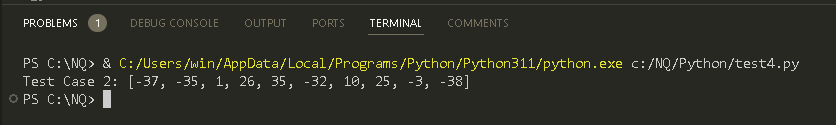 PROBLEMS 1 DEBUG CONSOLE OUTPUT PORTS TERMINAL COMMENTS
PS C:\NQ> & C:/Users/win/AppData/Local/Programs/Python/Python311/python.exe c:/NQ/Python/test4.py
Test Case 2: [-37, -35, 1, 26, 35, -32, 10, 25, -3, -38]
PS C:\NQ>